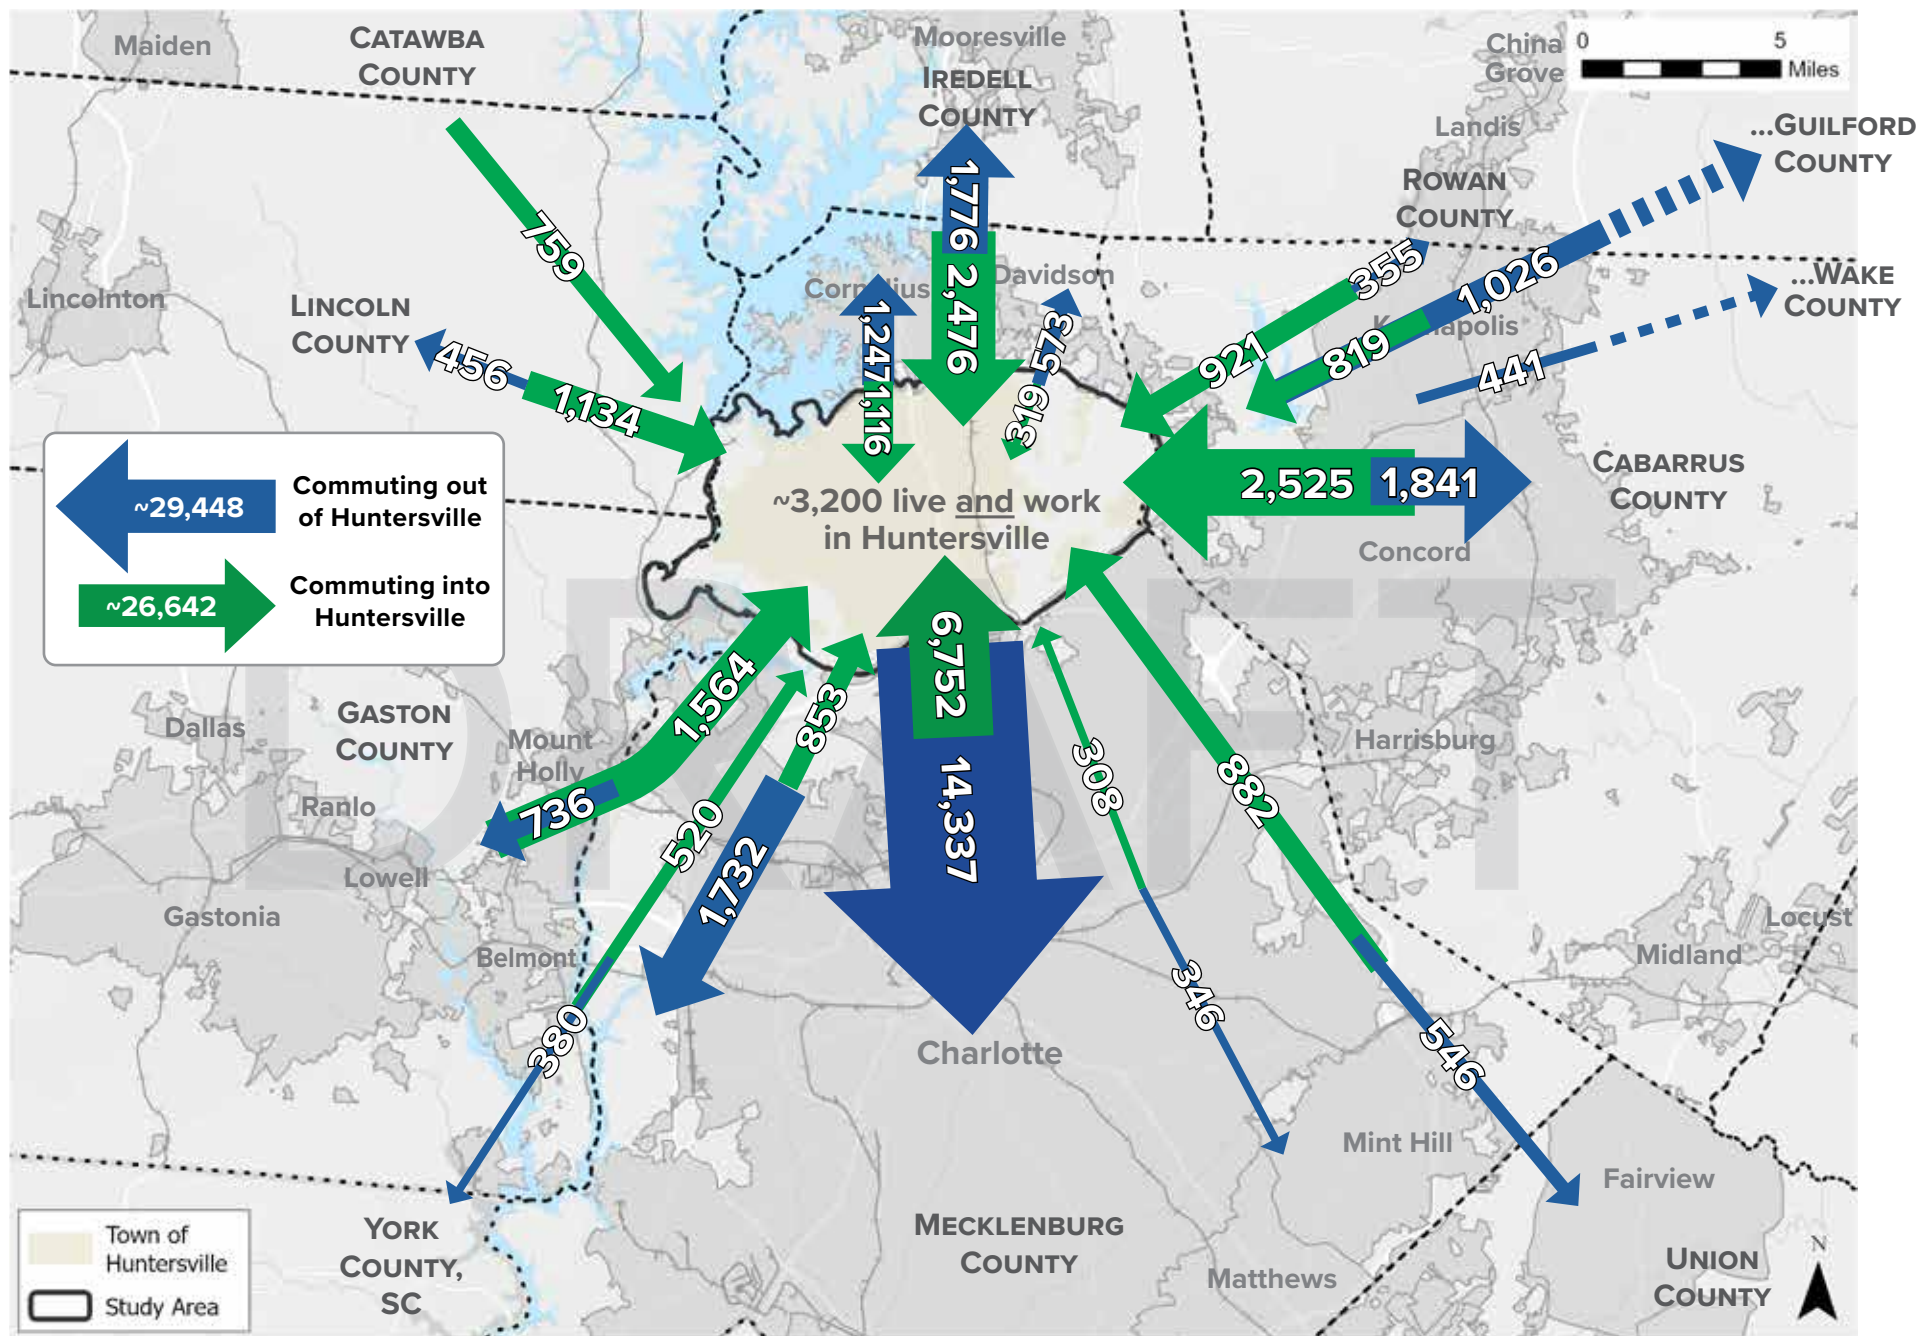 Maiden
CATAWBA
COUNTY
Mooresville
IREDELL
COUNTY
China
Grove
0 5
Miles
Landis
...GUILFORD
COUNTY
ROWAN
COUNTY
...WAKE
COUNTY
Lincolnton
LINCOLN
COUNTY
759
1,776
2,476
Cornelius
Davidson
1,247
1,116
573
319
355
921
1,026
819
Kannapolis
441
456
1,134
~29,448
Commuting out
of Huntersville
~26,642
Commuting into
Huntersville
~3,200 live and work
in Huntersville
2,525
1,841
CABARRUS
COUNTY
Concord
DRAFT
6,752
14,337
1,564
736
853
1,732
520
380
308
346
882
546
Dallas
GASTON
COUNTY
Mount
Holly
Ranlo
Lowell
Gastonia
Belmont
Harrisburg
Locust
Midland
Charlotte
Mint Hill
Fairview
MECKLENBURG
COUNTY
Matthews
UNION
COUNTY
N
YORK
COUNTY,
SC
Town of
Huntersville
Study Area